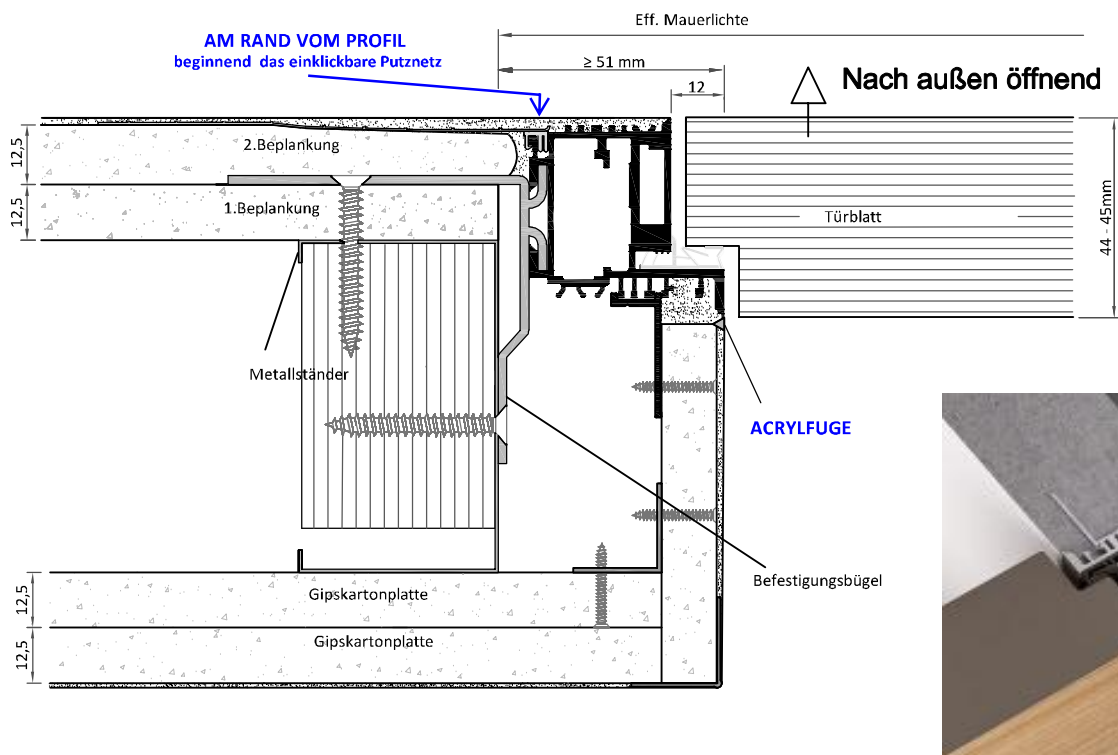 Eff. Mauerlichte
AM RAND VOM PROFIL
beginnend das einklickbare Putznetz
≥ 51 mm
12
Nach außen öffnend
12,5
2.Beplankung
12,5
1.Beplankung
Türblatt
44 - 45mm
Metallständer
ACRYLFUGE
Befestigungsbügel
12,5
Gipskartonplatte
12,5
Gipskartonplatte